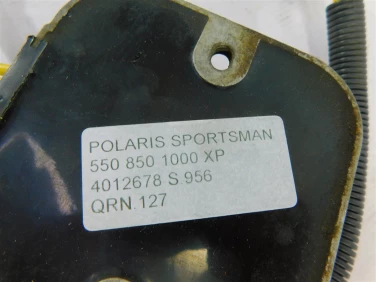 POLARIS SPORTSMAN
550 850 1000 XP
4012678 S.956
QRN.127